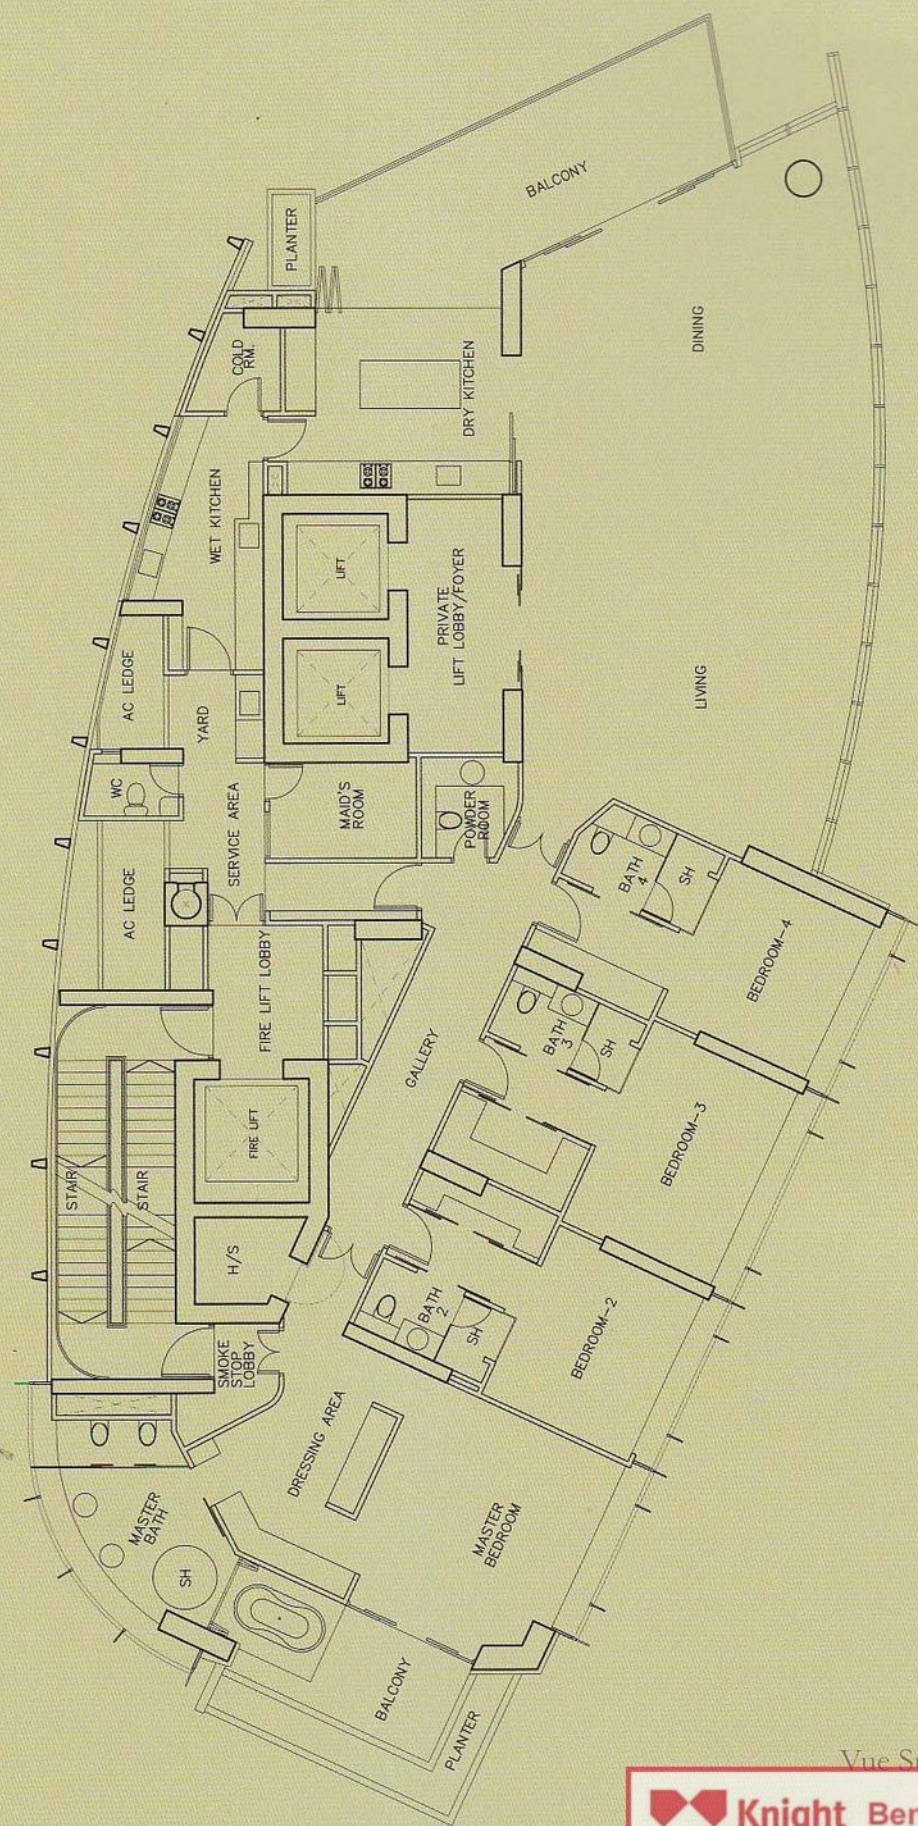 BALCONY
PLANTER
COLD
RM.
DINING
DRY KITCHEN
WET KITCHEN
LIFT
PRIVATE
LIFT LOBBY/FOYER
AC LEDGE
LIFT
LIVING
YARD
WC
MAID'S
ROOM
POWDER
ROOM
SERVICE AREA
BATH
4
SH
AC LEDGE
FIRE LIFT LOBBY
BEDROOM-4
BATH
3
SH
GALLERY
FIRE LIFT
BEDROOM-3
STAIR
STAIR
H/S
BATH
2
SH
BEDROOM-2
SMOKE
STOP
LOBBY
DRESSING AREA
MASTER
BATH
MASTER
BEDROOM
SH
BALCONY
PLANTER
Vue
Knight Ben